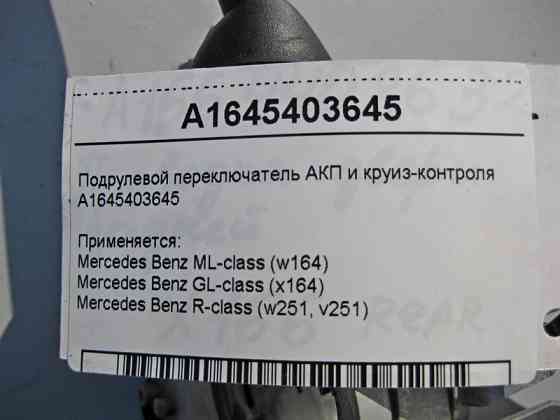 A1645403645
Подрулевой переключатель АКП и круиз-контроля
A1645403645
Применяется:
Mercedes Benz ML-class (w164)
Mercedes Benz GL-class (x164)
Mercedes Benz R-class (w251, v251)
REAR